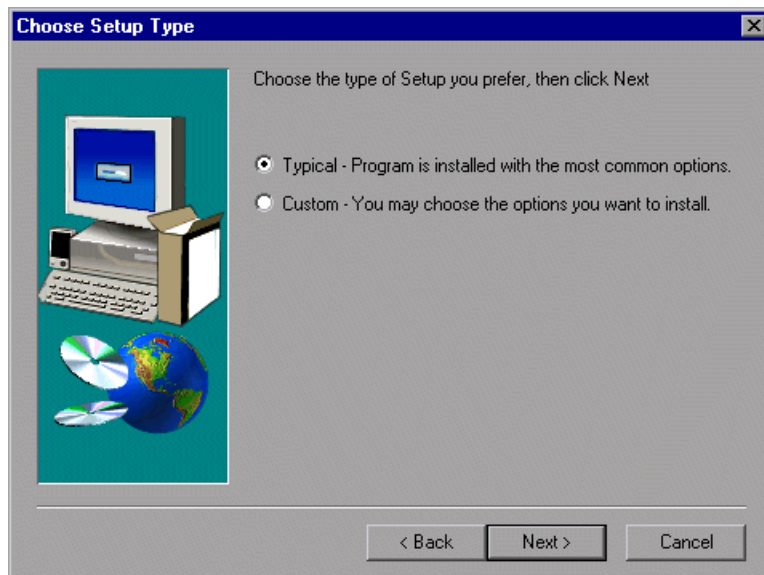 Choose Setup Type
Choose the type of Setup you prefer, then click Next
Typical - Program is installed with the most common options.
Custom - You may choose the options you want to install.
< Back
Next >
Cancel